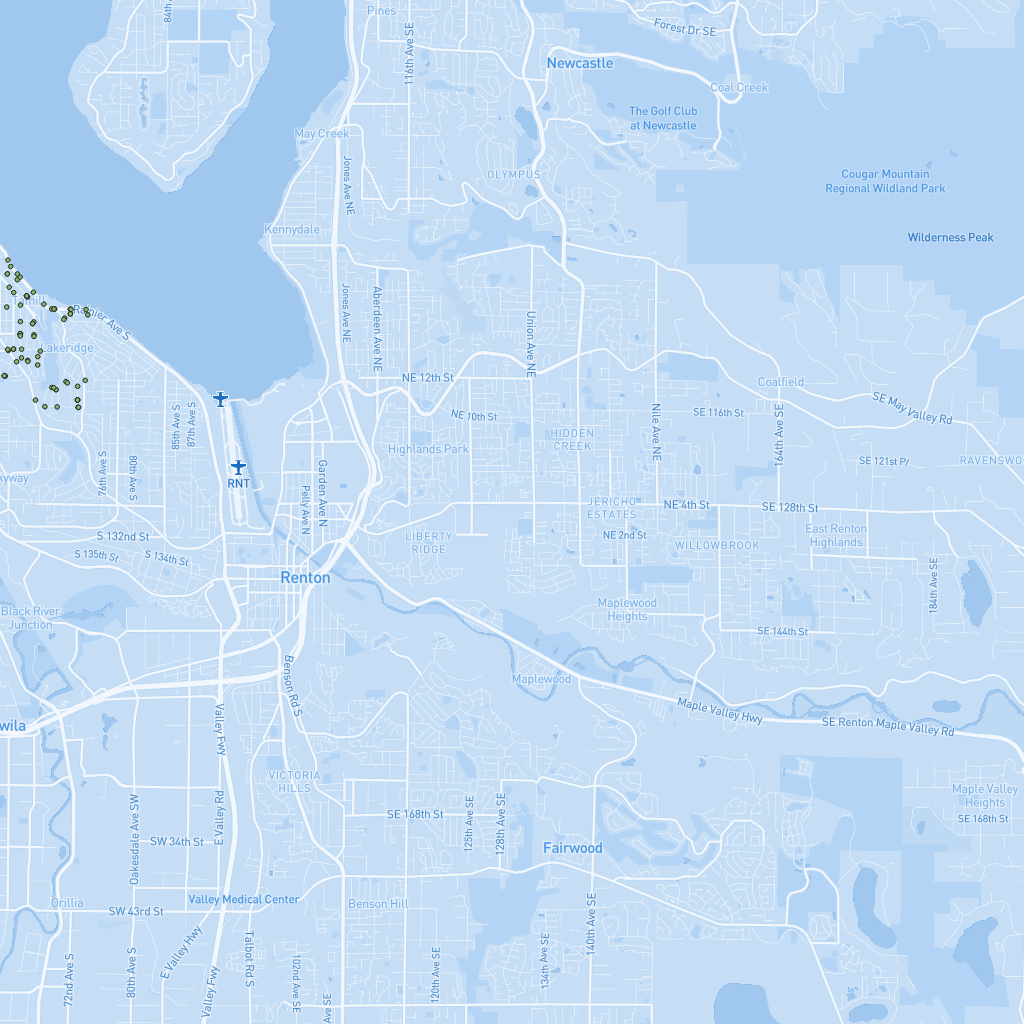 Pines
84th
116th Ave SE
Forest Dr SE
Newcastle
Coal Creek
The Golf Club
at Newcastle
May Creek
Jones Ave NE
OLYMPUS
Cougar Mountain
Regional Wildland Park
Kennydale
Wilderness Peak
Rainier Ave S
Lakeridge
Jones Ave NE
Aberdeen Ave NE
Union Ave NE
NE 12th St
Coalfield
SE May Valley Rd
85th Ave S
87th Ave S
NE 10th St
Nile Ave NE
SE 116th St
164th Ave SE
Highlands Park
HIDDEN
CREEK
SE 121st Pl
RAVENSWO
kyway
76th Ave S
80th Ave S
RNT
Garden Ave N
Pelly Ave N
JERICHO
ESTATES
NE 4th St
SE 128th St
S 132nd St
LIBERTY
RIDGE
NE 2nd St
WILLOWBROOK
East Renton
Highlands
S 135th St
S 134th St
Renton
184th Ave SE
Black River
Junction
Maplewood
Heights
SE 144th St
Benson Rd S
Maplewood
Maple Valley Hwy
SE Renton Maple Valley Rd
wila
Valley Fwy
VICTORIA
HILLS
E Valley Rd
Oakesdale Ave SW
SE 168th St
125th Ave SE
128th Ave SE
Maple Valley
Heights
SE 168th St
SW 34th St
Fairwood
Orillia
SW 43rd St
Valley Medical Center
Benson Hill
140th Ave SE
72nd Ave S
80th Ave S
E Valley Hwy
Valley Fwy
Talbot Rd S
102nd Ave SE
Ave SE
120th Ave SE
134th Ave SE